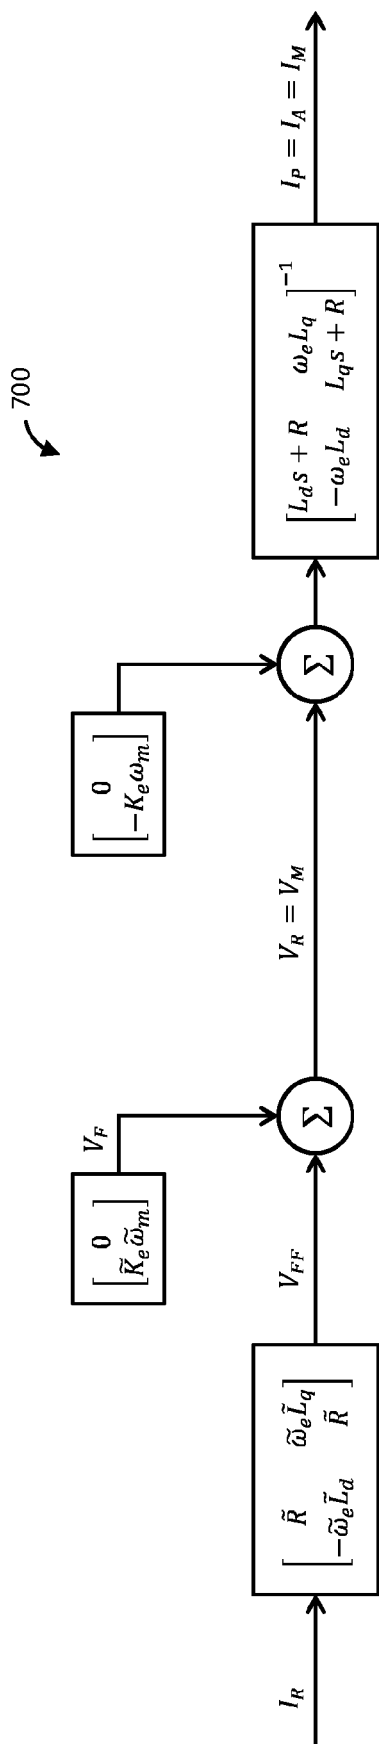 700
I_R
[ R̃ ω̃_e L̃_q
-ω̃_e L̃_d R̃ ]
V_FF
[ 0
K̃_e ω̃_m ]
V_F
Σ
V_R = V_M
[ 0
-K_e ω_m ]
Σ
[ L_d s + R ω_e L_q
-ω_e L_d L_q s + R ]⁻¹
I_P = I_A = I_M